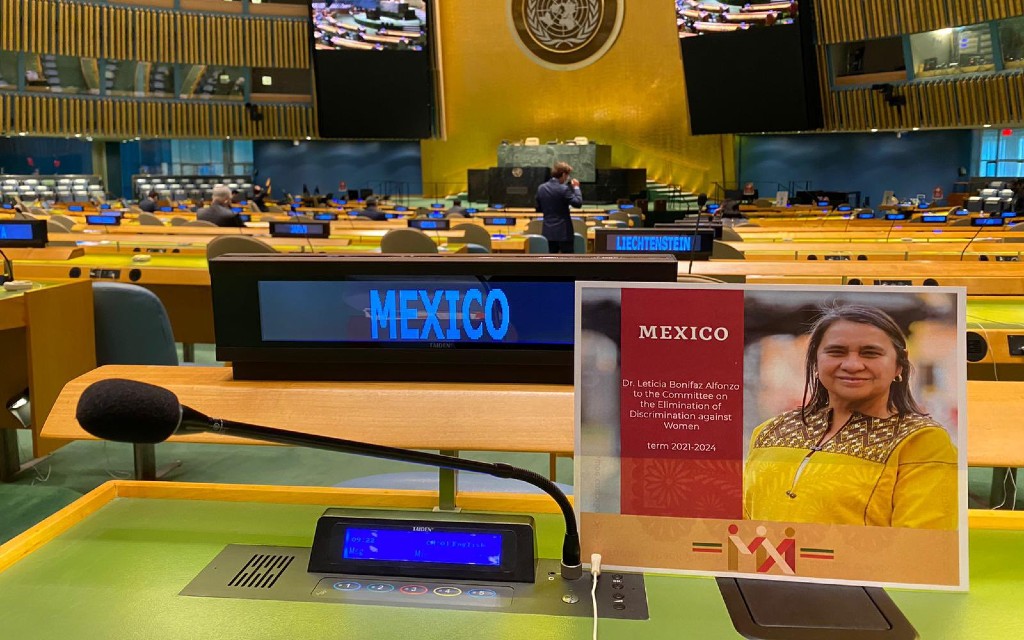 LIECHTENSTEIN
MEXICO
MEXICO
Dr. Leticia Bonifaz Alfonzo
to the Committee on
the Elimination of
Discrimination against
Women
term 2021-2024
TAIDEN